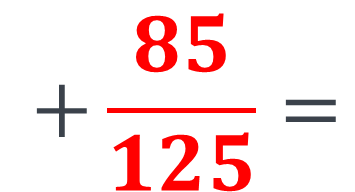 + 85/125 =